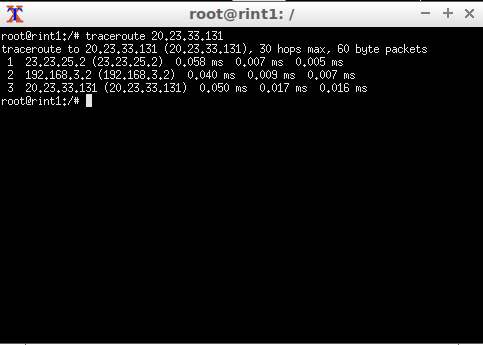 root@rint1: /
root@rint1:/# traceroute 20.23.33.131
traceroute to 20.23.33.131 (20.23.33.131), 30 hops max, 60 byte packets
 1  23.23.25.2 (23.23.25.2)  0.058 ms  0.007 ms  0.005 ms
 2  192.168.3.2 (192.168.3.2)  0.040 ms  0.009 ms  0.007 ms
 3  20.23.33.131 (20.23.33.131)  0.050 ms  0.017 ms  0.016 ms
root@rint1:/#